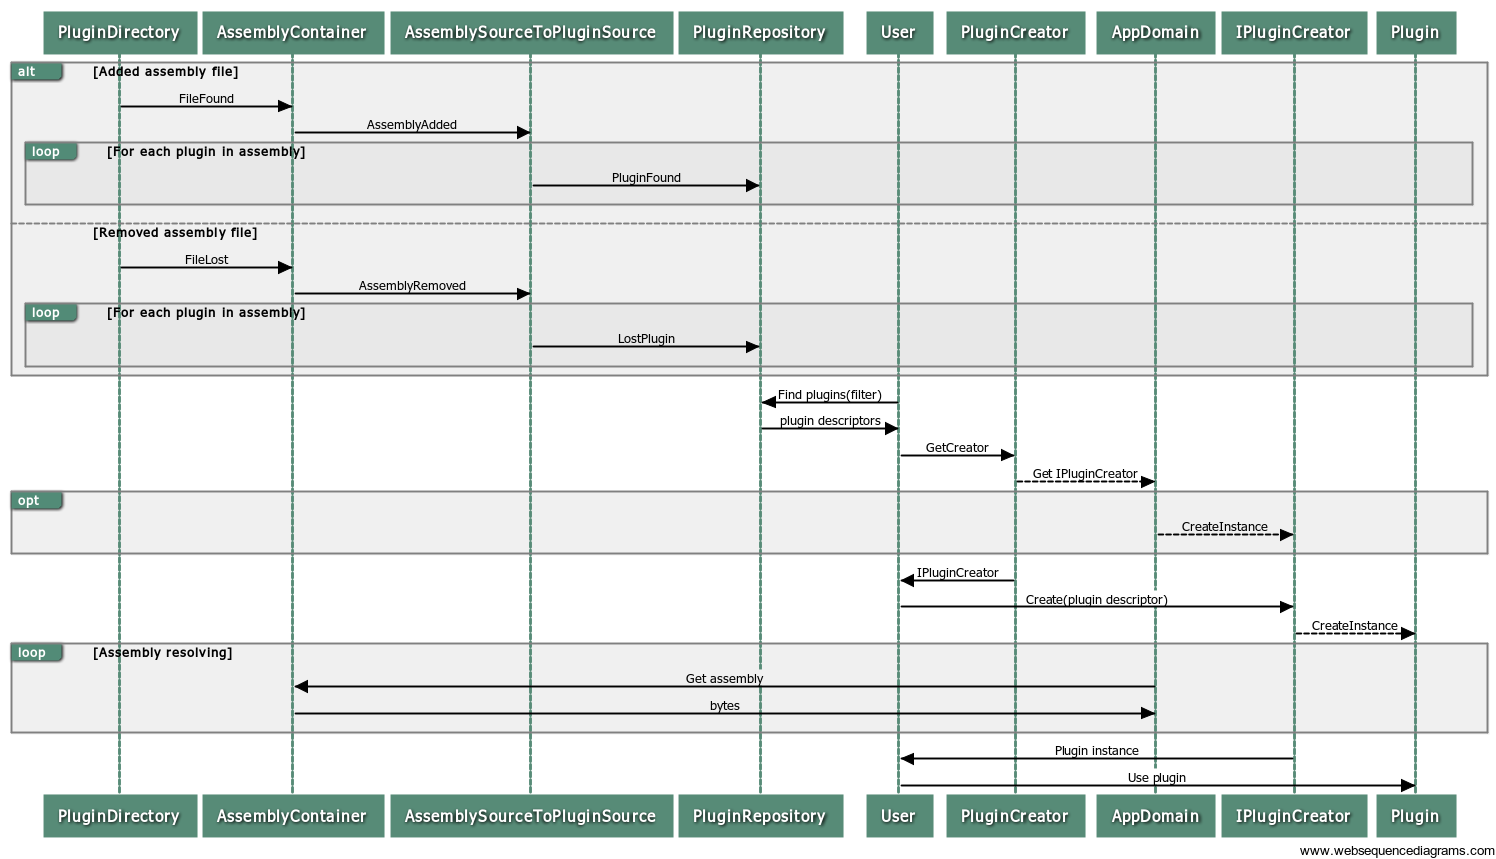 PluginDirectory AssemblyContainer AssemblySourceToPluginSource PluginRepository User PluginCreator AppDomain IPluginCreator Plugin
alt [Added assembly file]
FileFound
AssemblyAdded
loop [For each plugin in assembly]
PluginFound
[Removed assembly file]
FileLost
AssemblyRemoved
loop [For each plugin in assembly]
LostPlugin
Find plugins(filter)
plugin descriptors
GetCreator
Get IPluginCreator
opt
CreateInstance
IPluginCreator
Create(plugin descriptor)
CreateInstance
loop [Assembly resolving]
Get assembly
bytes
Plugin instance
Use plugin
PluginDirectory AssemblyContainer AssemblySourceToPluginSource PluginRepository User PluginCreator AppDomain IPluginCreator Plugin
www.websequencediagrams.com